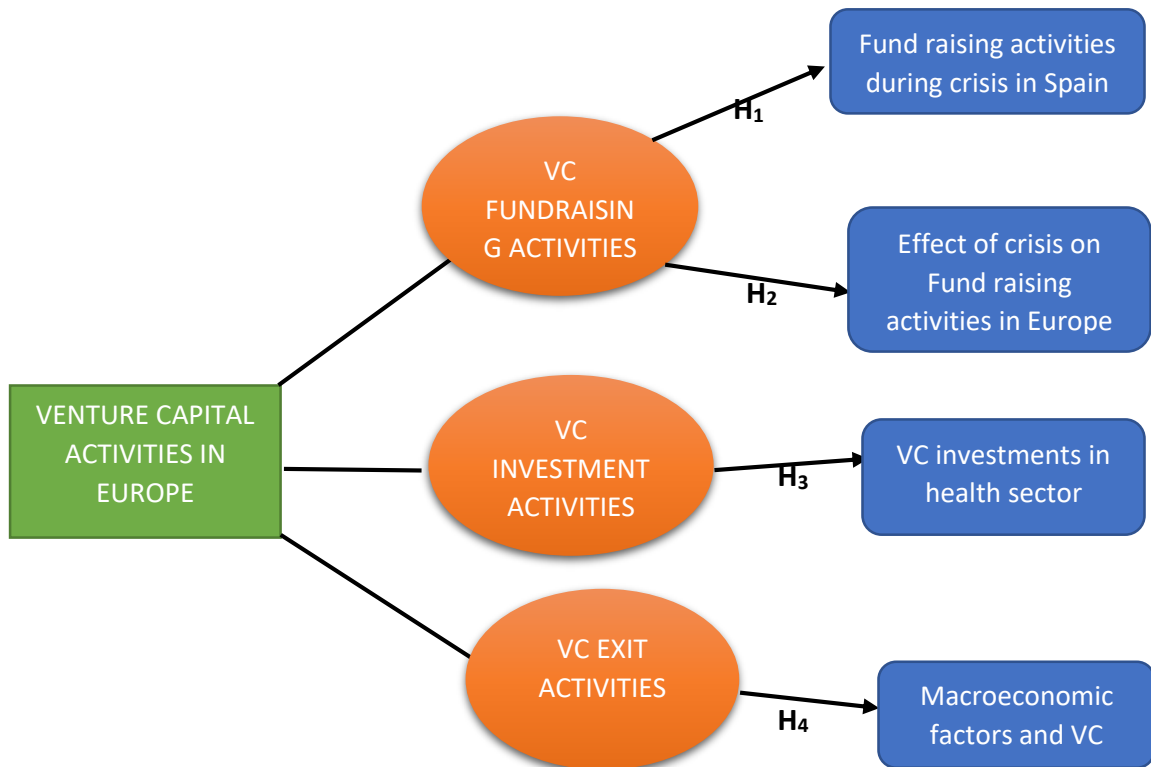 Fund raising activities
during crisis in Spain
H1
VC
FUNDRAISIN
G ACTIVITIES
Effect of crisis on
Fund raising
activities in Europe
H2
VENTURE CAPITAL
ACTIVITIES IN
EUROPE
VC
INVESTMENT
ACTIVITIES
H3
VC investments in
health sector
VC EXIT
ACTIVITIES
H4
Macroeconomic
factors and VC